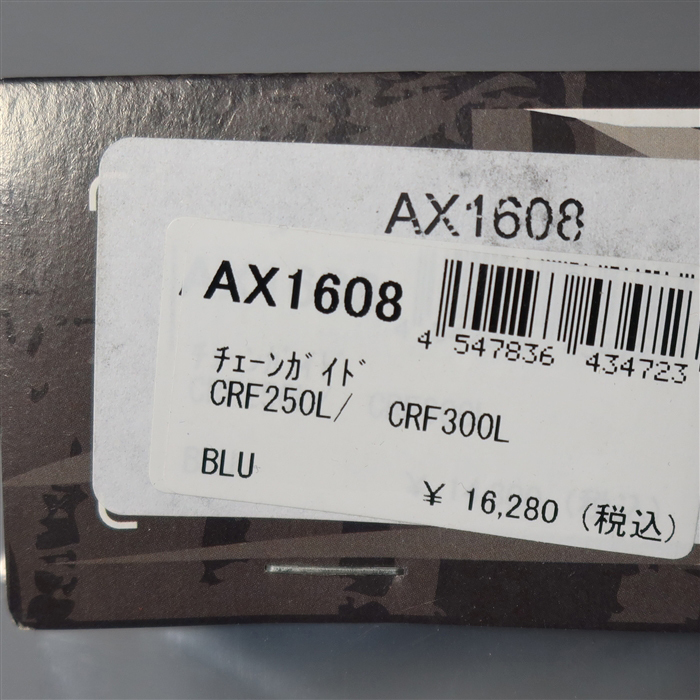 AX1608
AX1608
4 547836 434723
ﾁｪｰﾝｶﾞｲﾄﾞ
CRF250L/ CRF300L
BLU
¥ 16,280 (税込)